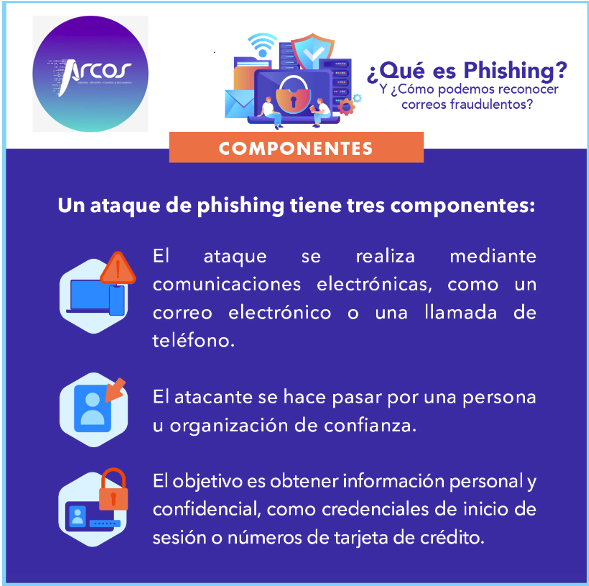 Arcos
¿Qué es Phishing?
Y ¿Cómo podemos reconocer
correos fraudulentos?
COMPONENTES
Un ataque de phishing tiene tres componentes:
El ataque se realiza mediante
comunicaciones electrónicas, como un
correo electrónico o una llamada de
teléfono.
El atacante se hace pasar por una persona
u organización de confianza.
El objetivo es obtener información personal y
confidencial, como credenciales de inicio de
sesión o números de tarjeta de crédito.